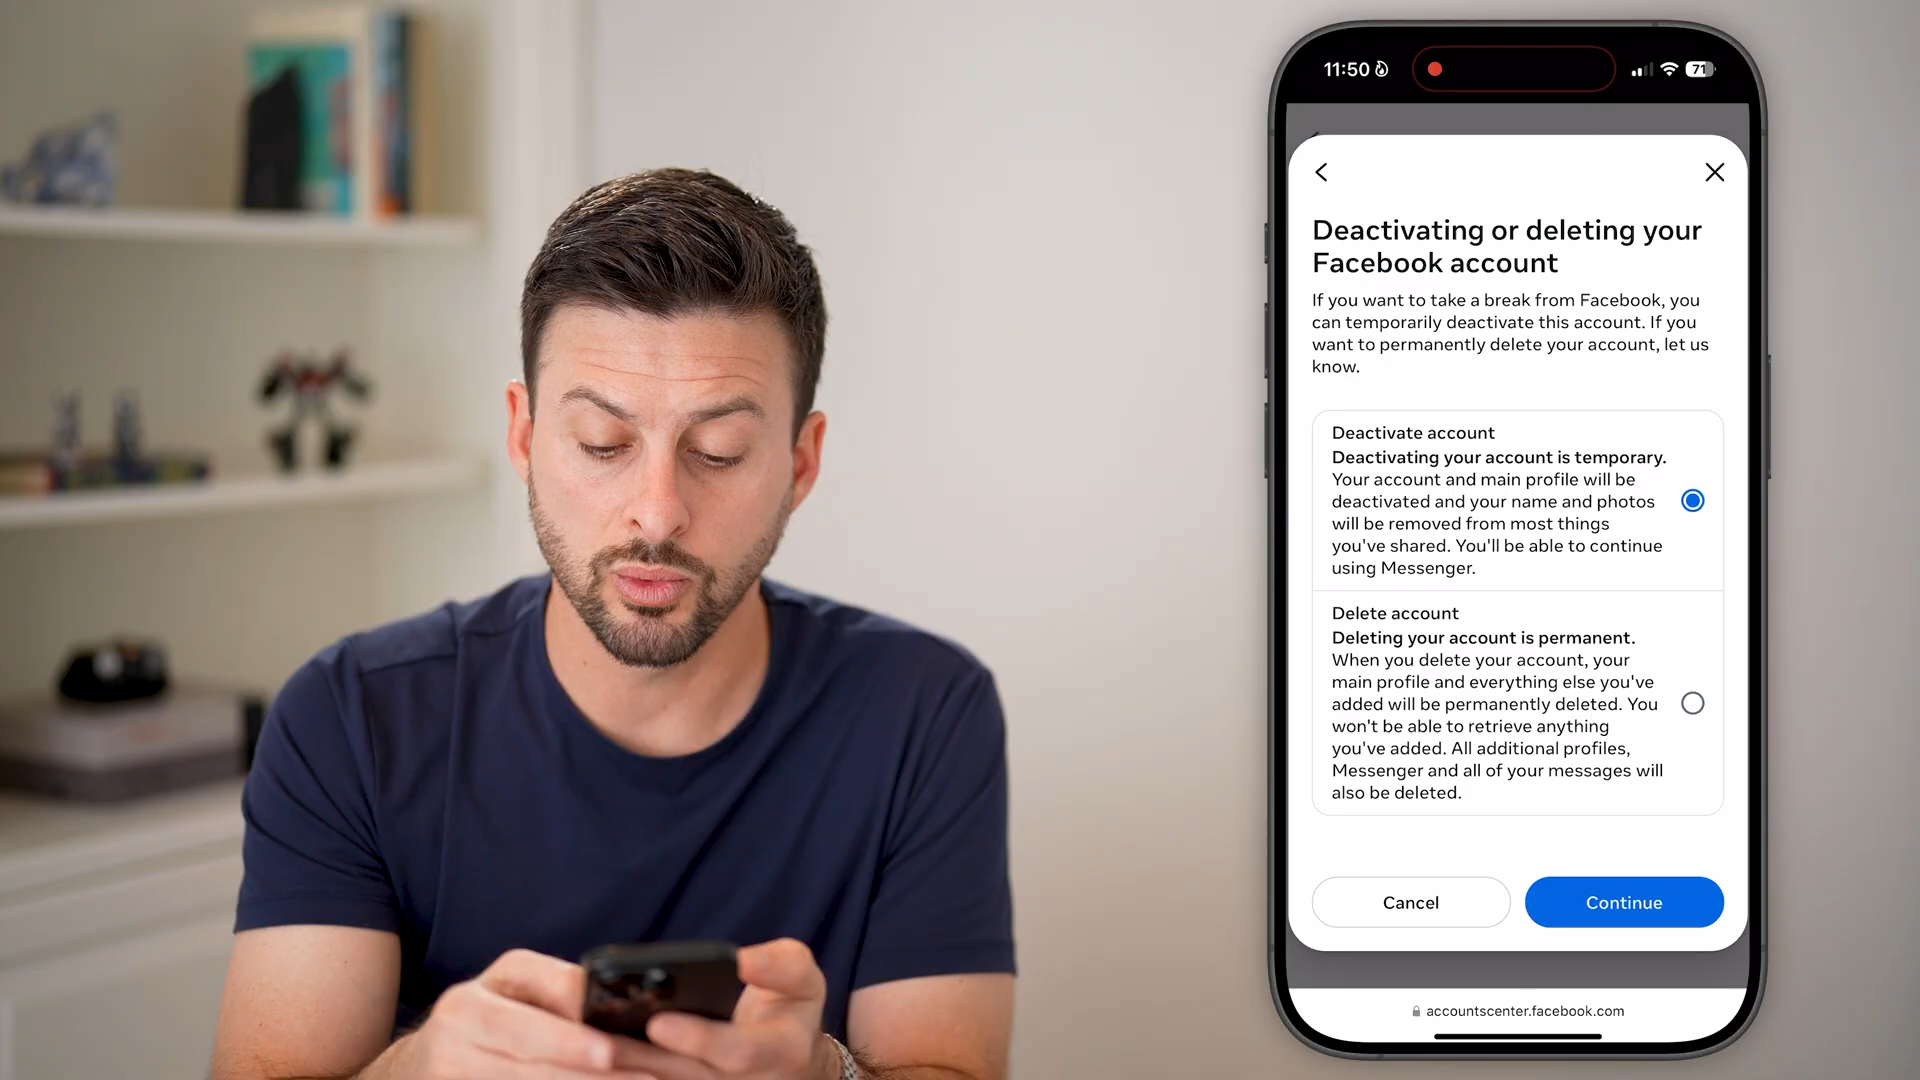 11:50
71
Deactivating or deleting your
Facebook account
If you want to take a break from Facebook, you
can temporarily deactivate this account. If you
want to permanently delete your account, let us
know.
Deactivate account
Deactivating your account is temporary.
Your account and main profile will be
deactivated and your name and photos
will be removed from most things
you've shared. You'll be able to continue
using Messenger.
Delete account
Deleting your account is permanent.
When you delete your account, your
main profile and everything else you've
added will be permanently deleted. You
won't be able to retrieve anything
you've added. All additional profiles,
Messenger and all of your messages will
also be deleted.
Cancel
Continue
accountscenter.facebook.com